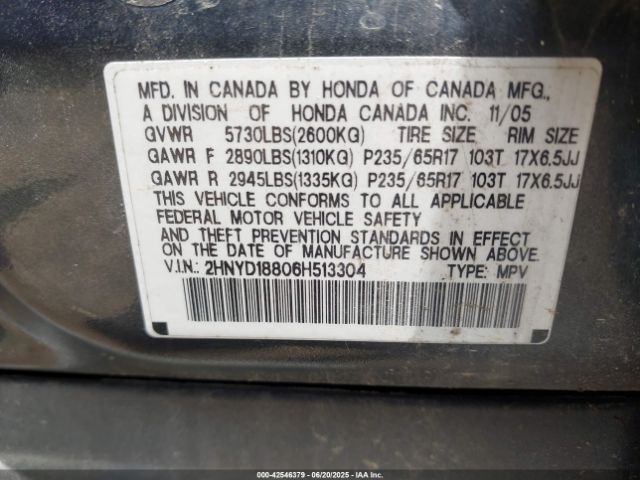 MFD. IN CANADA BY HONDA OF CANADA MFG.,
A DIVISION OF HONDA CANADA INC. 11/05
GVWR 5730LBS(2600KG) TIRE SIZE RIM SIZE
GAWR F 2890LBS(1310KG) P235/65R17 103T 17X6.5JJ
GAWR R 2945LBS(1335KG) P235/65R17 103T 17X6.5JJ
THIS VEHICLE CONFORMS TO ALL APPLICABLE
FEDERAL MOTOR VEHICLE SAFETY
AND THEFT PREVENTION STANDARDS IN EFFECT
ON THE DATE OF MANUFACTURE SHOWN ABOVE.
V.I.N.: 2HNYD18806H513304 TYPE: MPV
000-42546379 - 06/20/2025 - IAAI.COM